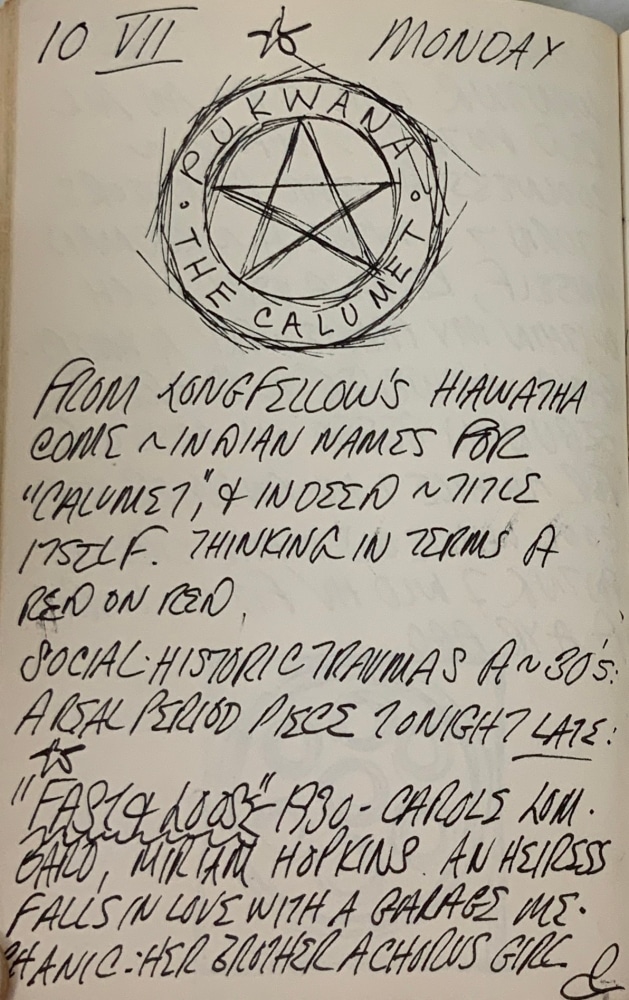 10 VII ☆ MONDAY
• PUKWANA •
THE CALUMET
FROM LONGFELLOW'S HIAWATHA
COME ~ INDIAN NAMES FOR
"CALUMET", & INDEED ~ TITLE
ITSELF. THINKING IN TERMS A
RED ON RED.
SOCIAL-HISTORIC TRAUMAS A ~ 30'S:
A REAL PERIOD PIECE TONIGHT LATE:
☆
"FAST & LOOSE" 1930 - CAROLE LOM-
BARD, MIRIAM HOPKINS. AN HEIRESS
FALLS IN LOVE WITH A GARAGE ME-
CHANIC - HER BROTHER A CHORUS GIRL